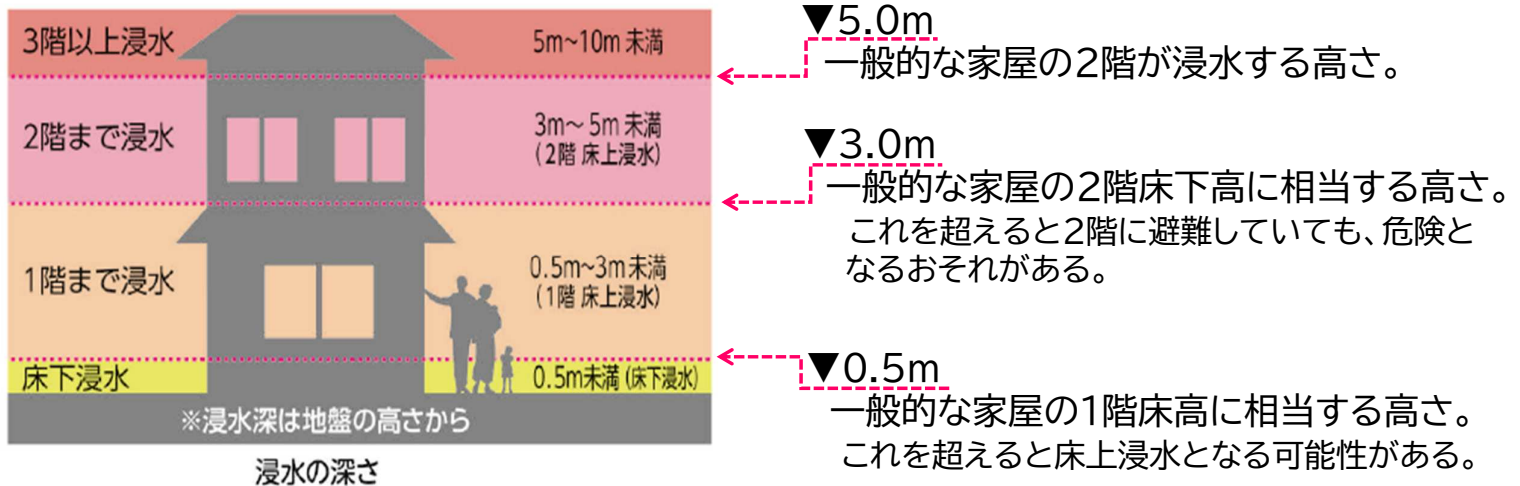 3階以上浸水
5m~10m 未満
2階まで浸水
3m～5m 未満
(2階 床上浸水)
1階まで浸水
0.5m~3m未満
(1階 床上浸水)
床下浸水
0.5m未満(床下浸水)
※浸水深は地盤の高さから
浸水の深さ
▼5.0m
一般的な家屋の2階が浸水する高さ。
▼3.0m
一般的な家屋の2階床下高に相当する高さ。
これを超えると2階に避難していても、危険と
なるおそれがある。
▼0.5m
一般的な家屋の1階床高に相当する高さ。
これを超えると床上浸水となる可能性がある。